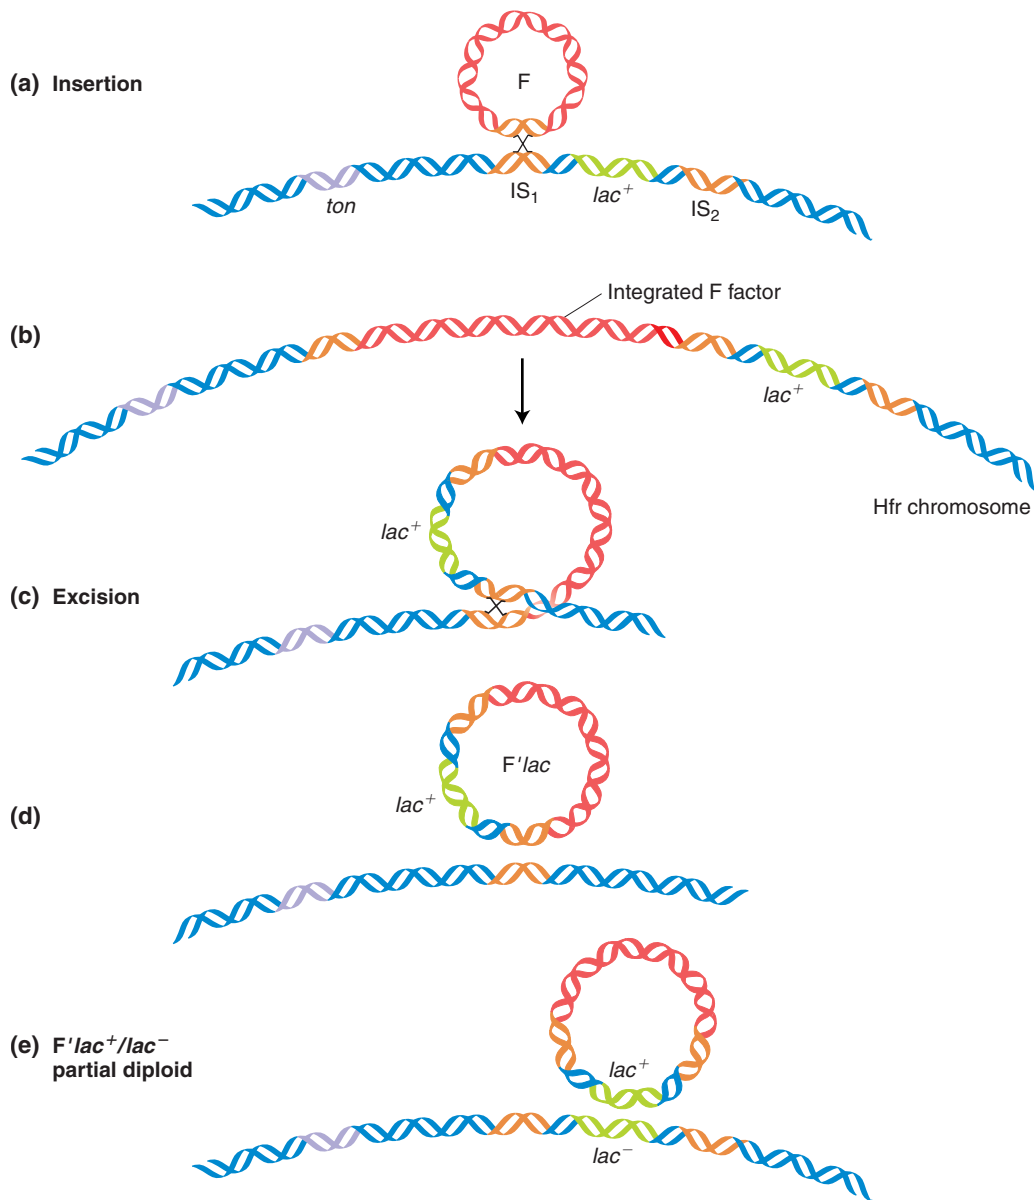 (a) Insertion
F
ton
IS₁
lac⁺
IS₂
Integrated F factor
(b)
lac⁺
Hfr chromosome
lac⁺
(c) Excision
F'lac
lac⁺
(d)
(e) F'lac⁺/lac⁻
partial diploid
lac⁺
lac⁻